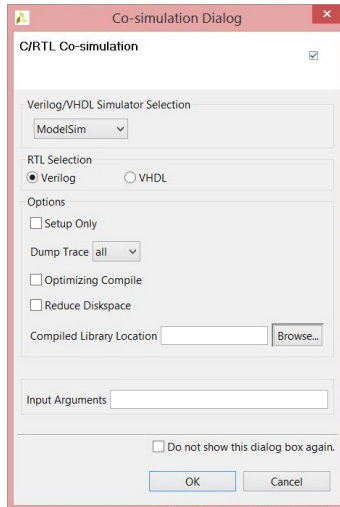 Co-simulation Dialog
C/RTL Co-simulation
Verilog/VHDL Simulator Selection
ModelSim
RTL Selection
Verilog VHDL
Options
Setup Only
Dump Trace all
Optimizing Compile
Reduce Diskspace
Compiled Library Location Browse...
Input Arguments
Do not show this dialog box again.
OK Cancel